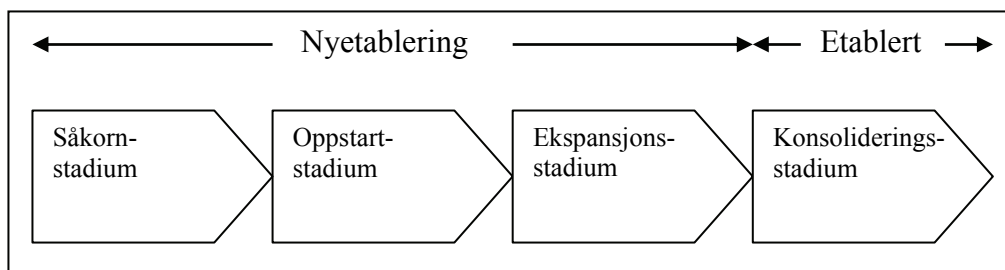 Nyetablering
Etablert
Såkorn-
stadium
Oppstart-
stadium
Ekspansjons-
stadium
Konsoliderings-
stadium